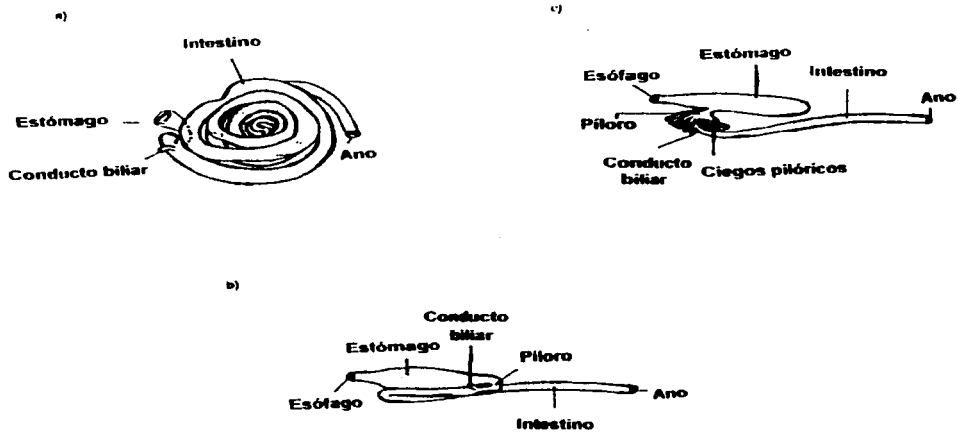 a)
Intestino
Estómago
Ano
Conducto biliar
c)
Estómago
Esófago
Intestino
Ano
Píloro
Conducto
biliar
Ciegos pilóricos
b)
Conducto
biliar
Estómago
Píloro
Esófago
Ano
Intestino